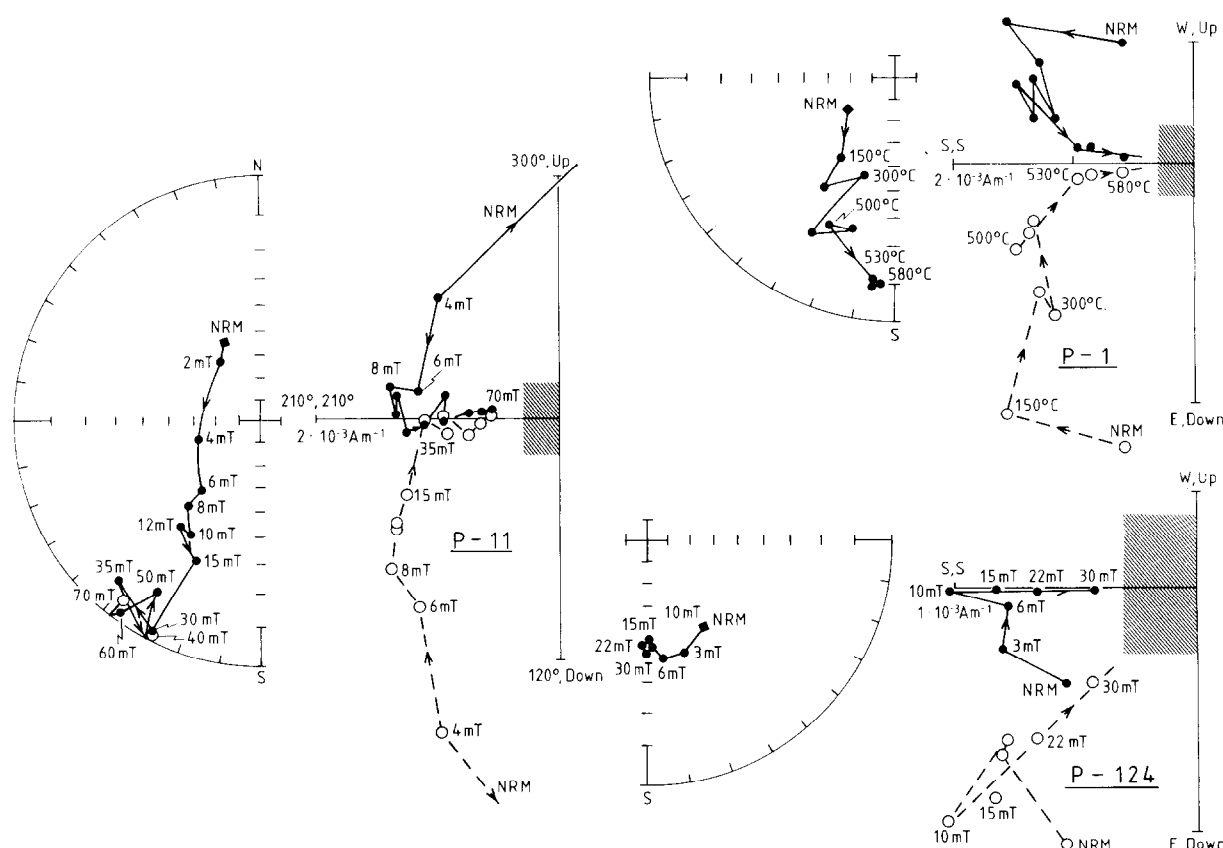 N
NRM
2mT
4mT
6mT
8mT
12mT
10mT
15mT
35mT
50mT
70mT
30mT
40mT
60mT
S
300°, Up
NRM
4mT
8mT
6mT
70mT
210°, 210°
2·10⁻³Am⁻¹
35mT
15mT
P-11
8mT
6mT
120°, Down
4mT
NRM
NRM
150°C
300°C
500°C
530°C
580°C
S
W, Up
NRM
S,S
2·10⁻³Am⁻¹
530°C
580°C
500°C
300°C
P-1
150°C
E, Down
NRM
10mT
NRM
15mT
22mT
3mT
30mT
6mT
S
W, Up
S,S
15mT
22mT
30mT
10mT
1·10⁻³Am⁻¹
6mT
3mT
NRM
30mT
22mT
P-124
15mT
10mT
NRM
E, Down